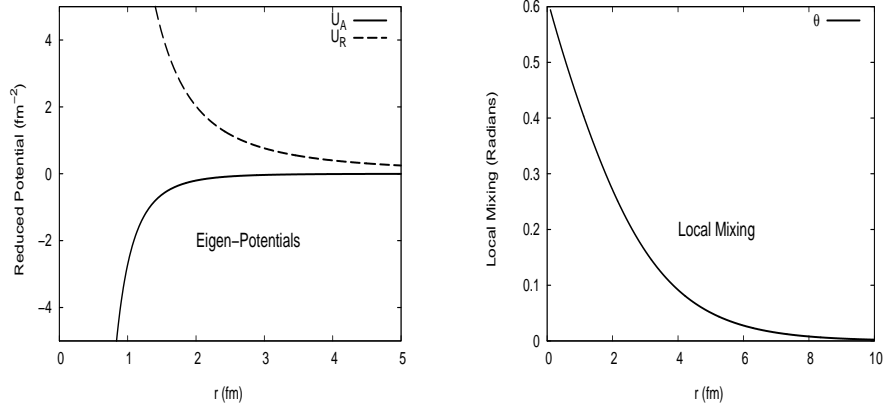 Reduced Potential (fm⁻²)
4
2
0
−2
−4
U_A
U_R
Eigen−Potentials
0
1
2
3
4
5
r (fm)
Local Mixing (Radians)
0.6
0.5
0.4
0.3
0.2
0.1
0
θ
Local Mixing
0
2
4
6
8
10
r (fm)